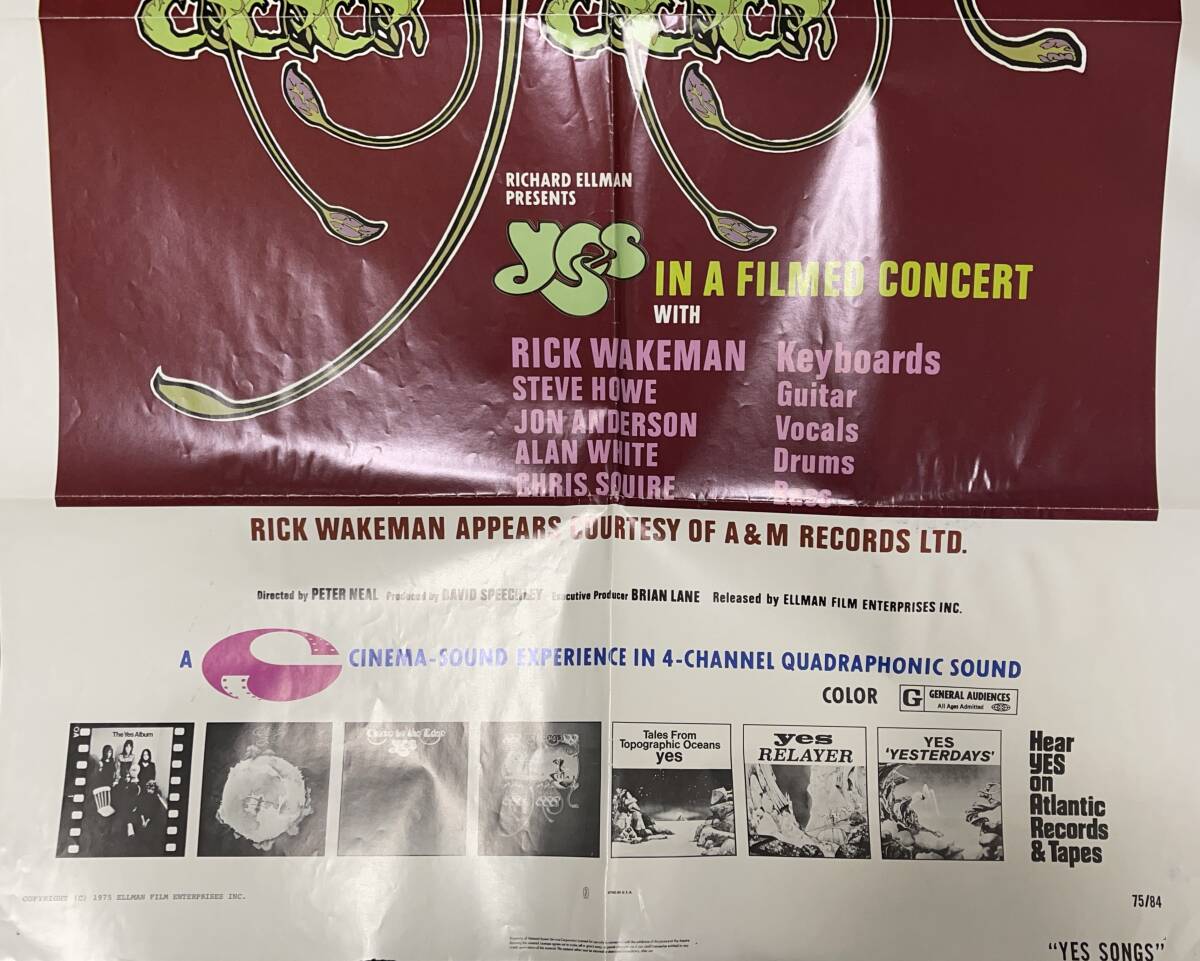 RICHARD ELLMAN
PRESENTS
yes IN A FILMED CONCERT
WITH
RICK WAKEMAN Keyboards
STEVE HOWE Guitar
JON ANDERSON Vocals
ALAN WHITE Drums
CHRIS SQUIRE Bass
RICK WAKEMAN APPEARS COURTESY OF A & M RECORDS LTD.
Directed by PETER NEAL Produced by DAVID SPEECHLEY Executive Producer BRIAN LANE Released by ELLMAN FILM ENTERPRISES INC.
A CINEMA-SOUND EXPERIENCE IN 4-CHANNEL QUADRAPHONIC SOUND
COLOR G GENERAL AUDIENCES
All Ages Admitted
The Yes Album
Close to the Edge
yes
Tales From
Topographic Oceans
yes
yes
RELAYER
YES
'YESTERDAYS'
Hear
YES
on
Atlantic
Records
& Tapes
COPYRIGHT (C) 1975 ELLMAN FILM ENTERPRISES INC.
75/84
"YES SONGS"